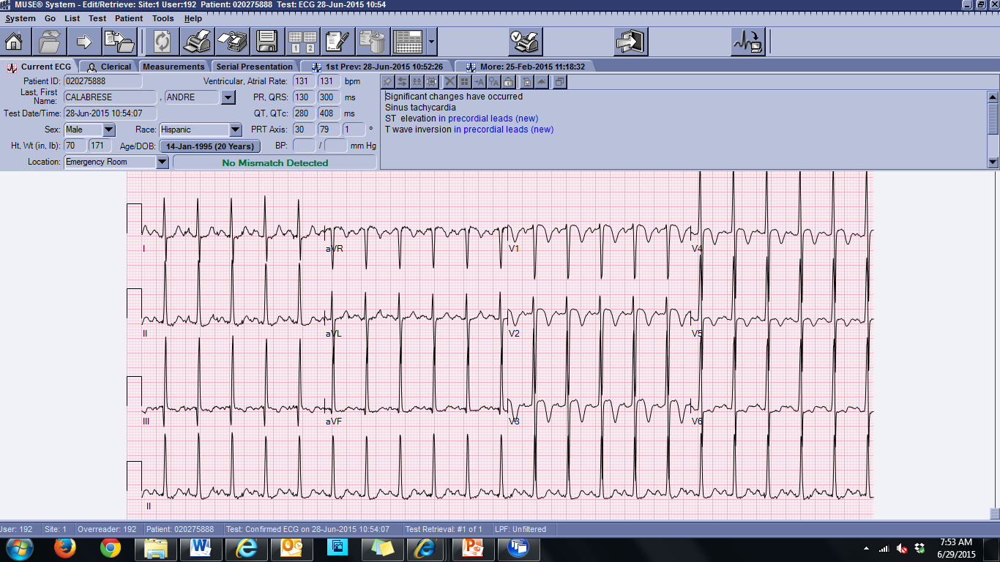 MUSE® System - Edit/Retrieve: Site:1 User:192 Patient: 020275888 Test: ECG 28-Jun-2015 10:54
System Go List Test Patient Tools Help
1 2
Current ECG Clerical Measurements Serial Presentation 1st Prev: 28-Jun-2015 10:52:26 More: 25-Feb-2015 11:18:32
Patient ID: 020275888 Ventricular, Atrial Rate: 131 131 bpm
Last, First Name: CALABRESE , ANDRE PR, QRS: 130 300 ms
Test Date/Time: 28-Jun-2015 10:54:07 QT, QTc: 280 408 ms
Sex: Male Race: Hispanic PRT Axis: 30 79 1 °
Ht, Wt (in, lb): 70 171 Age/DOB: 14-Jan-1995 (20 Years) BP: / mm Hg
Location: Emergency Room No Mismatch Detected
Significant changes have occurred
Sinus tachycardia
ST elevation in precordial leads (new)
T wave inversion in precordial leads (new)
I aVR V1 V4
II aVL V2 V5
III aVF V3 V6
II
User: 192 Site: 1 Overreader: 192 Patient: 020275888 Test: Confirmed ECG on 28-Jun-2015 10:54:07 Test Retrieval: #1 of 1 LPF: Unfiltered
7:53 AM
6/29/2015